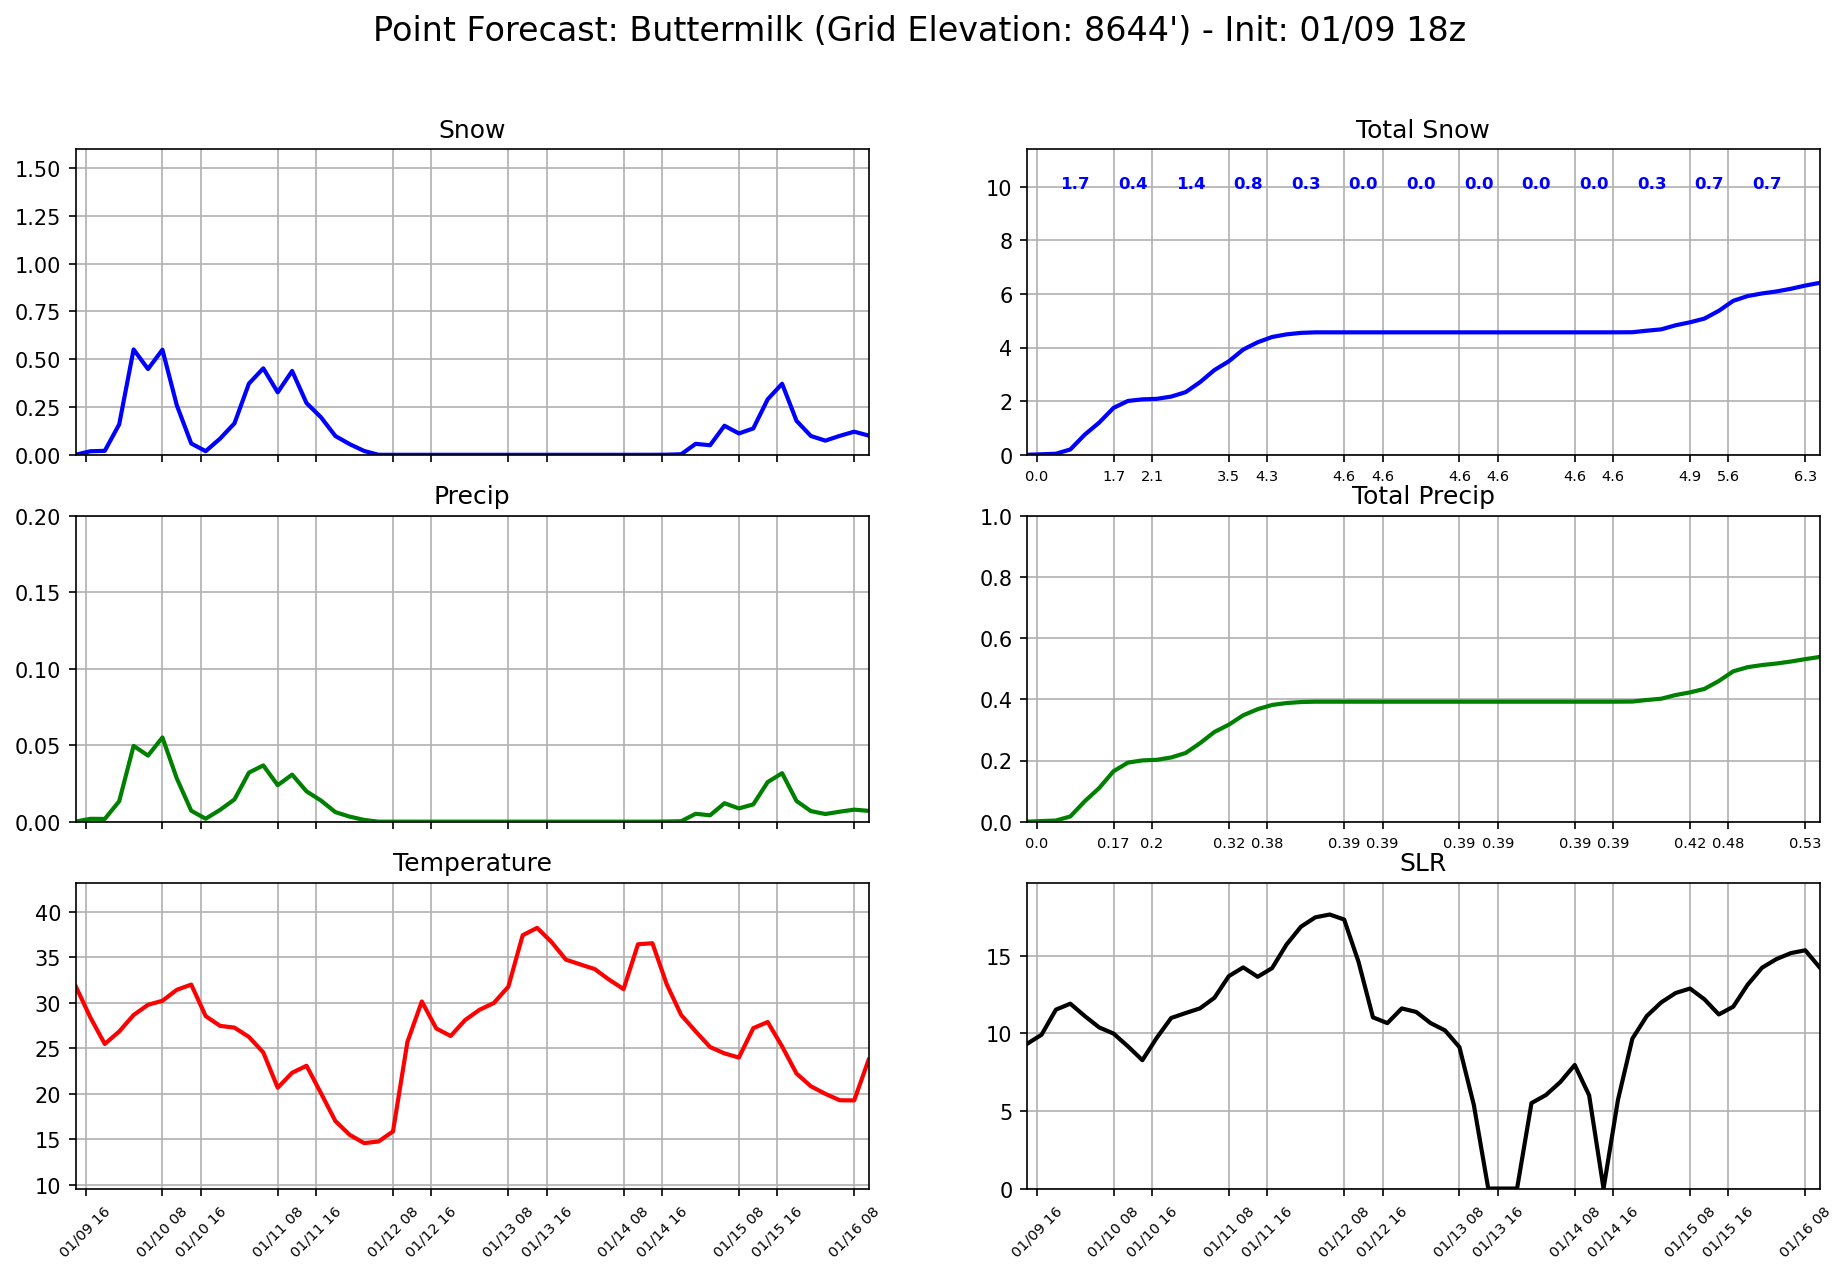 Point Forecast: Buttermilk (Grid Elevation: 8644') - Init: 01/09 18z
Snow
1.50
1.25
1.00
0.75
0.50
0.25
0.00
Total Snow
10
8
6
4
2
0
1.7 0.4 1.4 0.8 0.3 0.0 0.0 0.0 0.0 0.0 0.3 0.7 0.7
0.0 1.7 2.1 3.5 4.3 4.6 4.6 4.6 4.6 4.6 4.6 4.9 5.6 6.3
Precip
0.20
0.15
0.10
0.05
0.00
Total Precip
1.0
0.8
0.6
0.4
0.2
0.0
0.0 0.17 0.2 0.32 0.38 0.39 0.39 0.39 0.39 0.39 0.39 0.42 0.48 0.53
Temperature
40
35
30
25
20
15
10
01/09 16 01/10 08 01/10 16 01/11 08 01/11 16 01/12 08 01/12 16 01/13 08 01/13 16 01/14 08 01/14 16 01/15 08 01/15 16 01/16 08
SLR
15
10
5
0
01/09 16 01/10 08 01/10 16 01/11 08 01/11 16 01/12 08 01/12 16 01/13 08 01/13 16 01/14 08 01/14 16 01/15 08 01/15 16 01/16 08